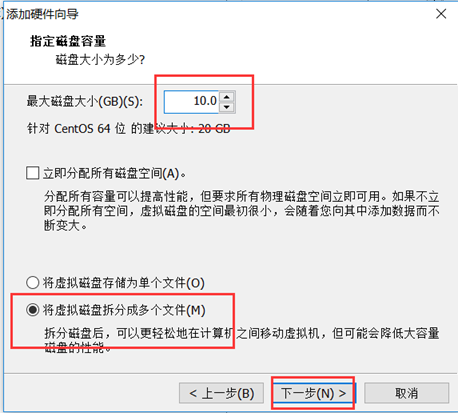 添加硬件向导
指定磁盘容量
磁盘大小为多少?
最大磁盘大小(GB)(S):
10.0
针对 CentOS 64 位 的建议大小: 20 GB
立即分配所有磁盘空间(A)。
分配所有容量可以提高性能，但要求所有物理磁盘空间立即可用。如果不立
即分配所有空间，虚拟磁盘的空间最初很小，会随着您向其中添加数据而不
断变大。
将虚拟磁盘存储为单个文件(O)
将虚拟磁盘拆分成多个文件(M)
拆分磁盘后，可以更轻松地在计算机之间移动虚拟机，但可能会降低大容量
磁盘的性能。
< 上一步(B)
下一步(N) >
取消